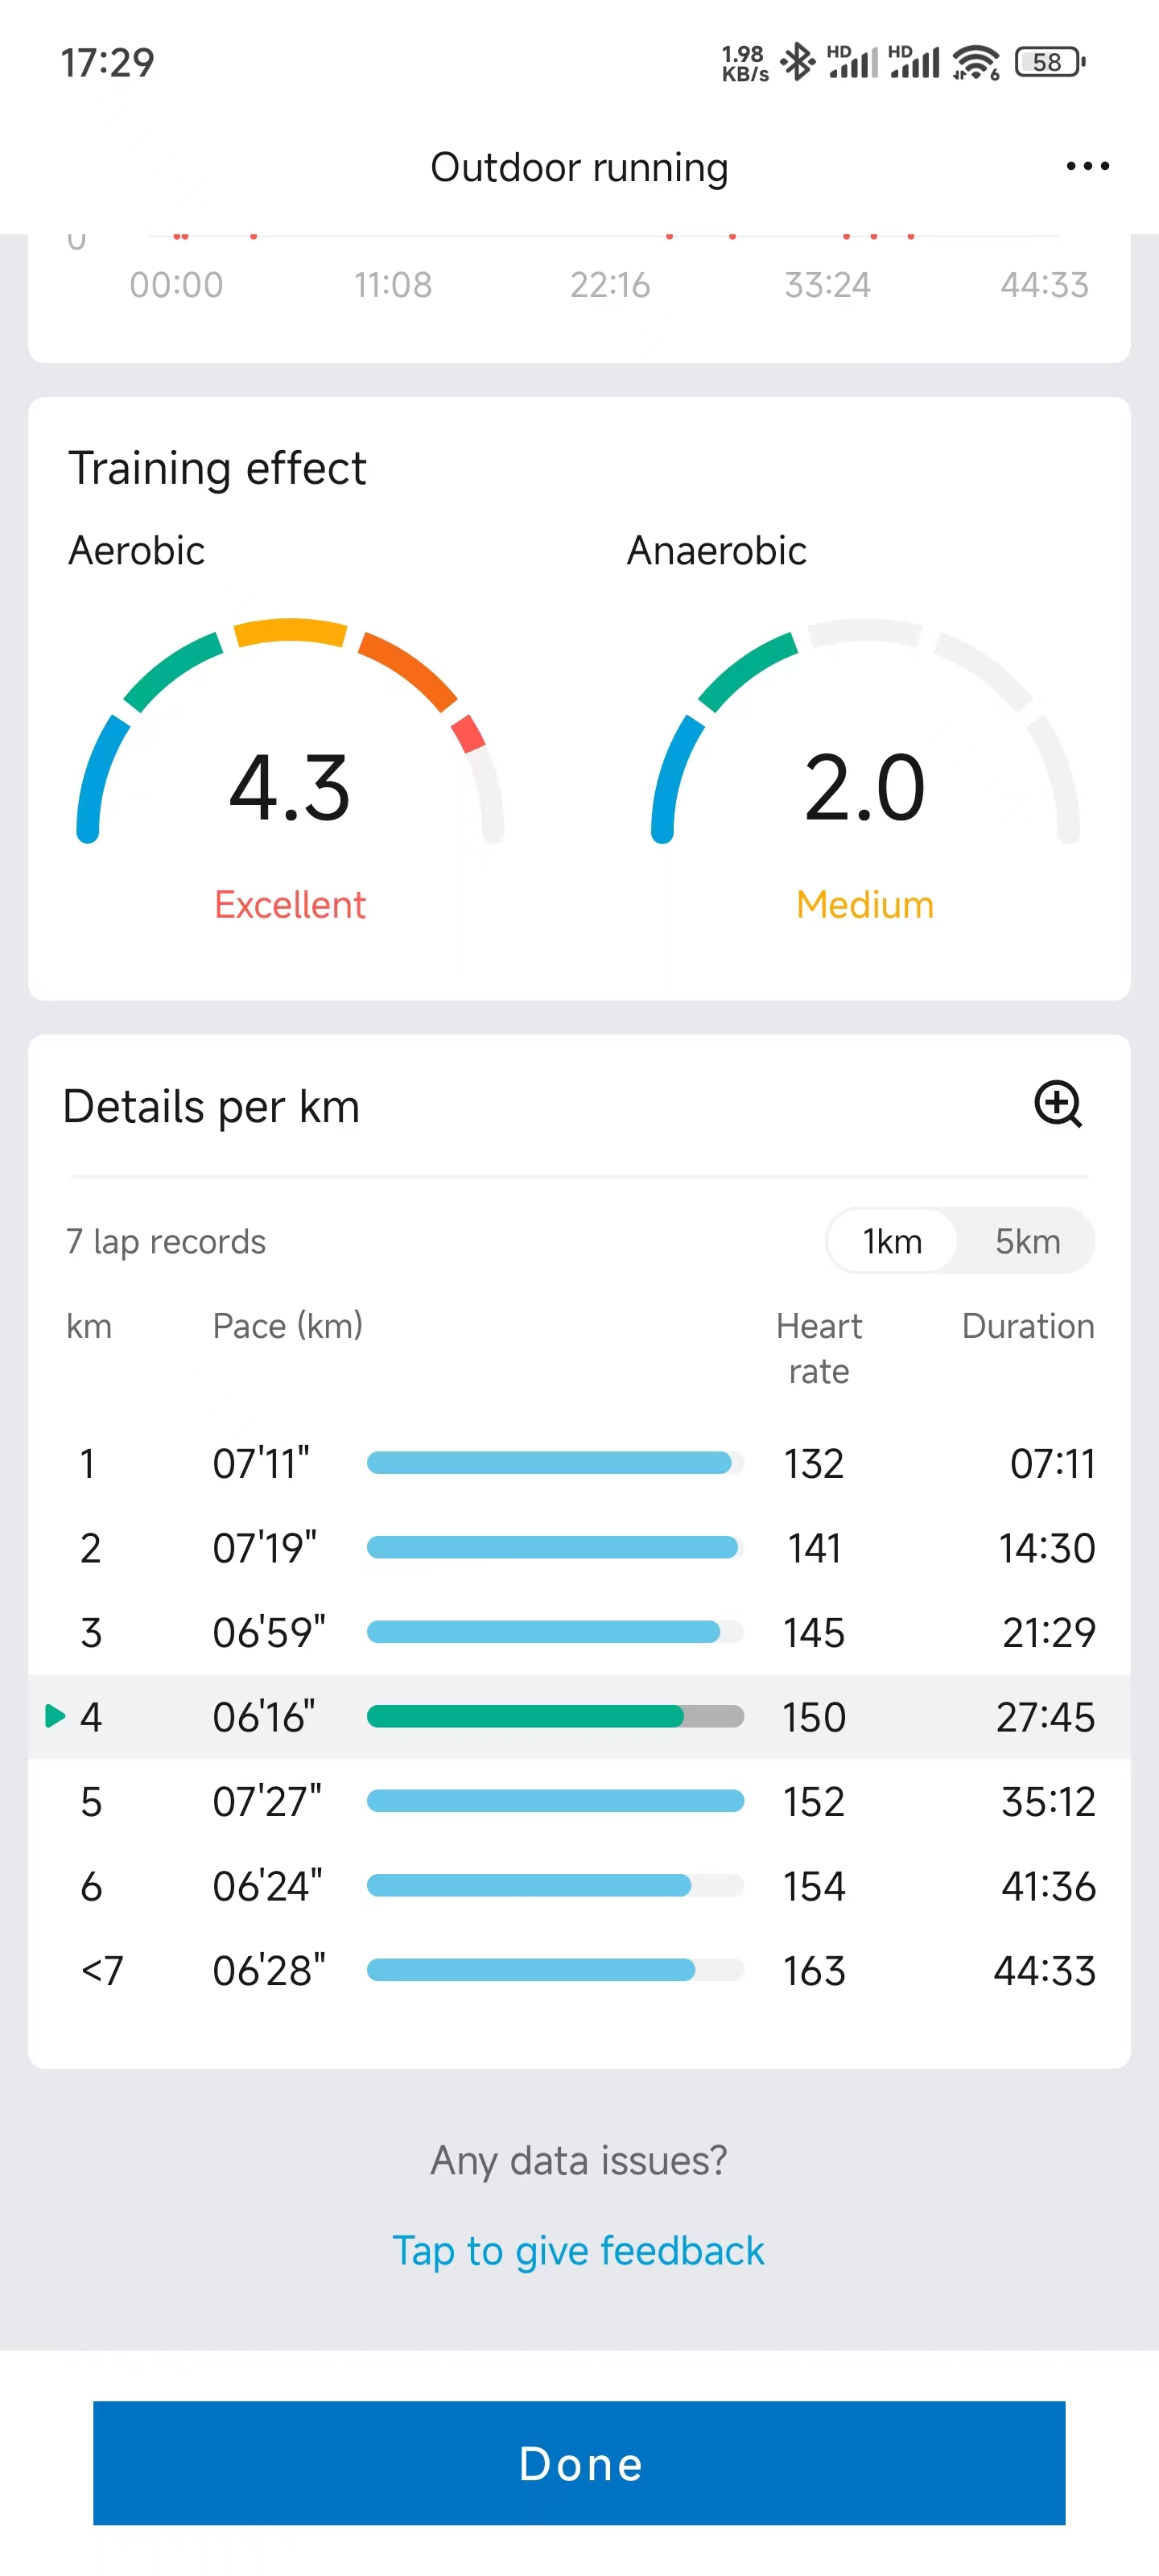 17:29
1.98 KB/s HD HD 6 58
Outdoor running
0
00:00 11:08 22:16 33:24 44:33
Training effect
Aerobic Anaerobic
4.3 2.0
Excellent Medium
Details per km
7 lap records 1km 5km
km Pace (km) Heart rate Duration
1 07'11" 132 07:11
2 07'19" 141 14:30
3 06'59" 145 21:29
4 06'16" 150 27:45
5 07'27" 152 35:12
6 06'24" 154 41:36
<7 06'28" 163 44:33
Any data issues?
Tap to give feedback
Done